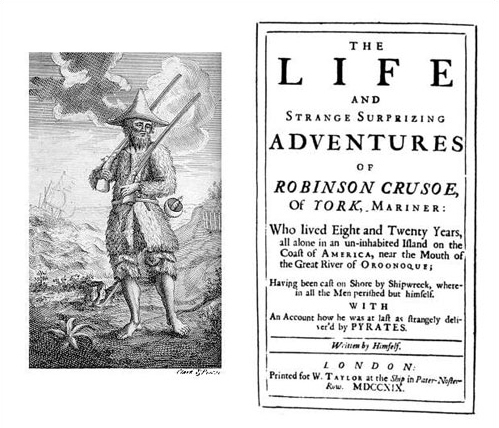 Clark & Pine sc.
THE
LIFE
AND
STRANGE SURPRIZING
ADVENTURES
OF
ROBINSON CRUSOE,
Of YORK, MARINER:
Who lived Eight and Twenty Years,
all alone in an un-inhabited Iſland on the
Coaſt of AMERICA, near the Mouth of
the Great River of OROONOQUE;
Having been caſt on Shore by Shipwreck, where-
in all the Men periſhed but himſelf.
WITH
An Account how he was at laſt as ſtrangely deli-
ver'd by PYRATES.
Written by Himſelf.
LONDON:
Printed for W. TAYLOR at the Ship in Pater-Noſter-
Row. MDCCXIX.